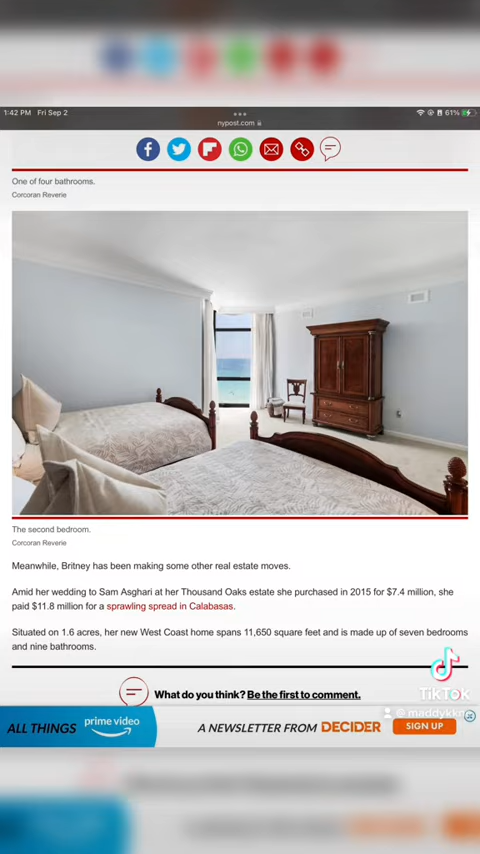 1:42 PM Fri Sep 2
61%
nypost.com
One of four bathrooms.
Corcoran Reverie
The second bedroom.
Corcoran Reverie
Meanwhile, Britney has been making some other real estate moves.
Amid her wedding to Sam Asghari at her Thousand Oaks estate she purchased in 2015 for $7.4 million, she
paid $11.8 million for a sprawling spread in Calabasas.
Situated on 1.6 acres, her new West Coast home spans 11,650 square feet and is made up of seven bedrooms
and nine bathrooms.
What do you think? Be the first to comment.
TikTok
ALL THINGS prime video
A NEWSLETTER FROM DECIDER
SIGN UP